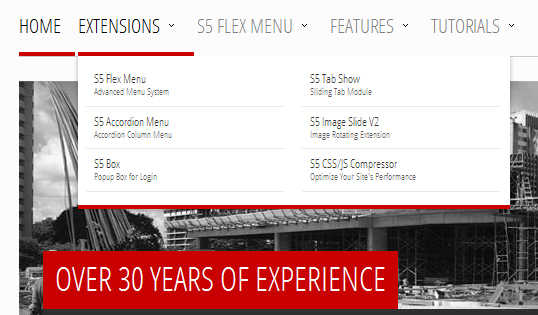 HOME EXTENSIONS S5 FLEX MENU FEATURES TUTORIALS
S5 Flex Menu
Advanced Menu System
S5 Accordion Menu
Accordion Column Menu
S5 Box
Popup Box for Login
S5 Tab Show
Sliding Tab Module
S5 Image Slide V2
Image Rotating Extension
S5 CSS/JS Compressor
Optimize Your Site's Performance
OVER 30 YEARS OF EXPERIENCE